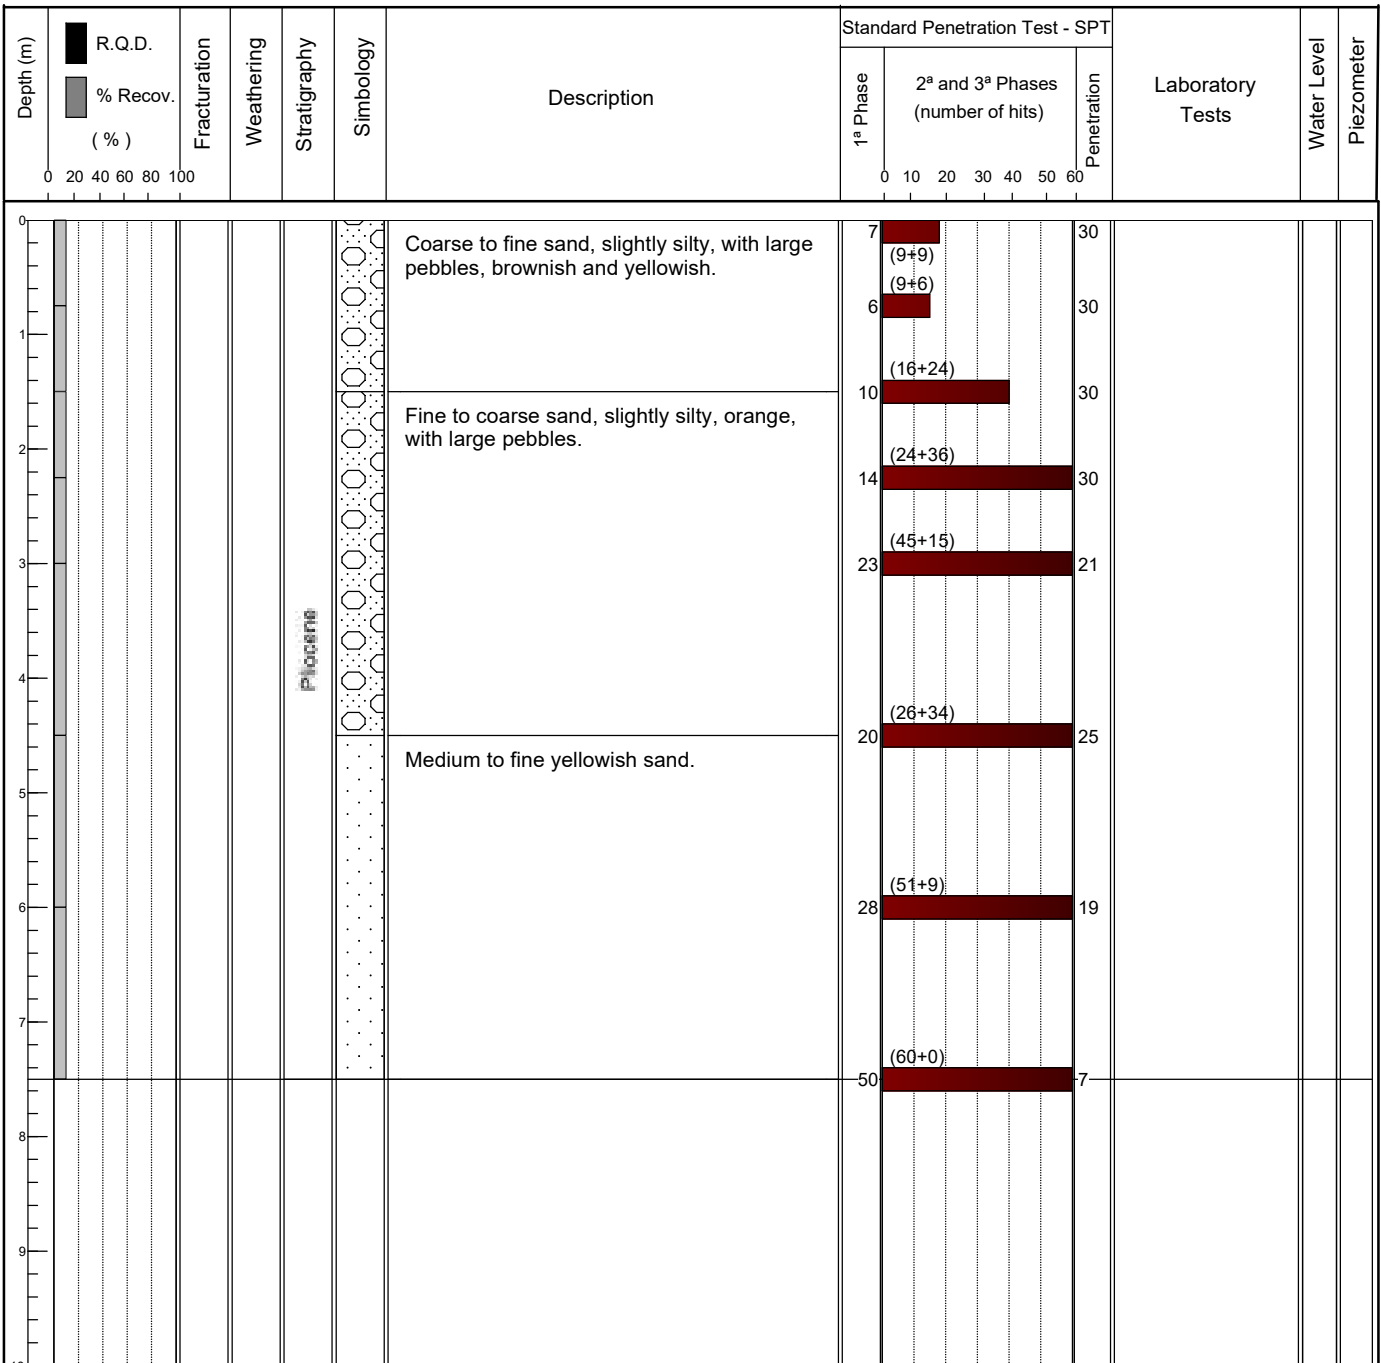 Depth (m)
R.Q.D.
% Recov.
( % )
0 20 40 60 80 100
Fracturation
Weathering
Stratigraphy
Simbology
Description
Standard Penetration Test - SPT
1ª Phase
2ª and 3ª Phases
(number of hits)
0 10 20 30 40 50 60
Penetration
Laboratory
Tests
Water Level
Piezometer
0
Coarse to fine sand, slightly silty, with large
pebbles, brownish and yellowish.
7
(9+9)
30
(9+6)
6
30
1
(16+24)
10
30
Fine to coarse sand, slightly silty, orange,
with large pebbles.
2
(24+36)
14
30
(45+15)
23
21
3
Pliocene
4
(26+34)
20
25
Medium to fine yellowish sand.
5
(51+9)
28
19
6
7
(60+0)
50
7
8
9
10